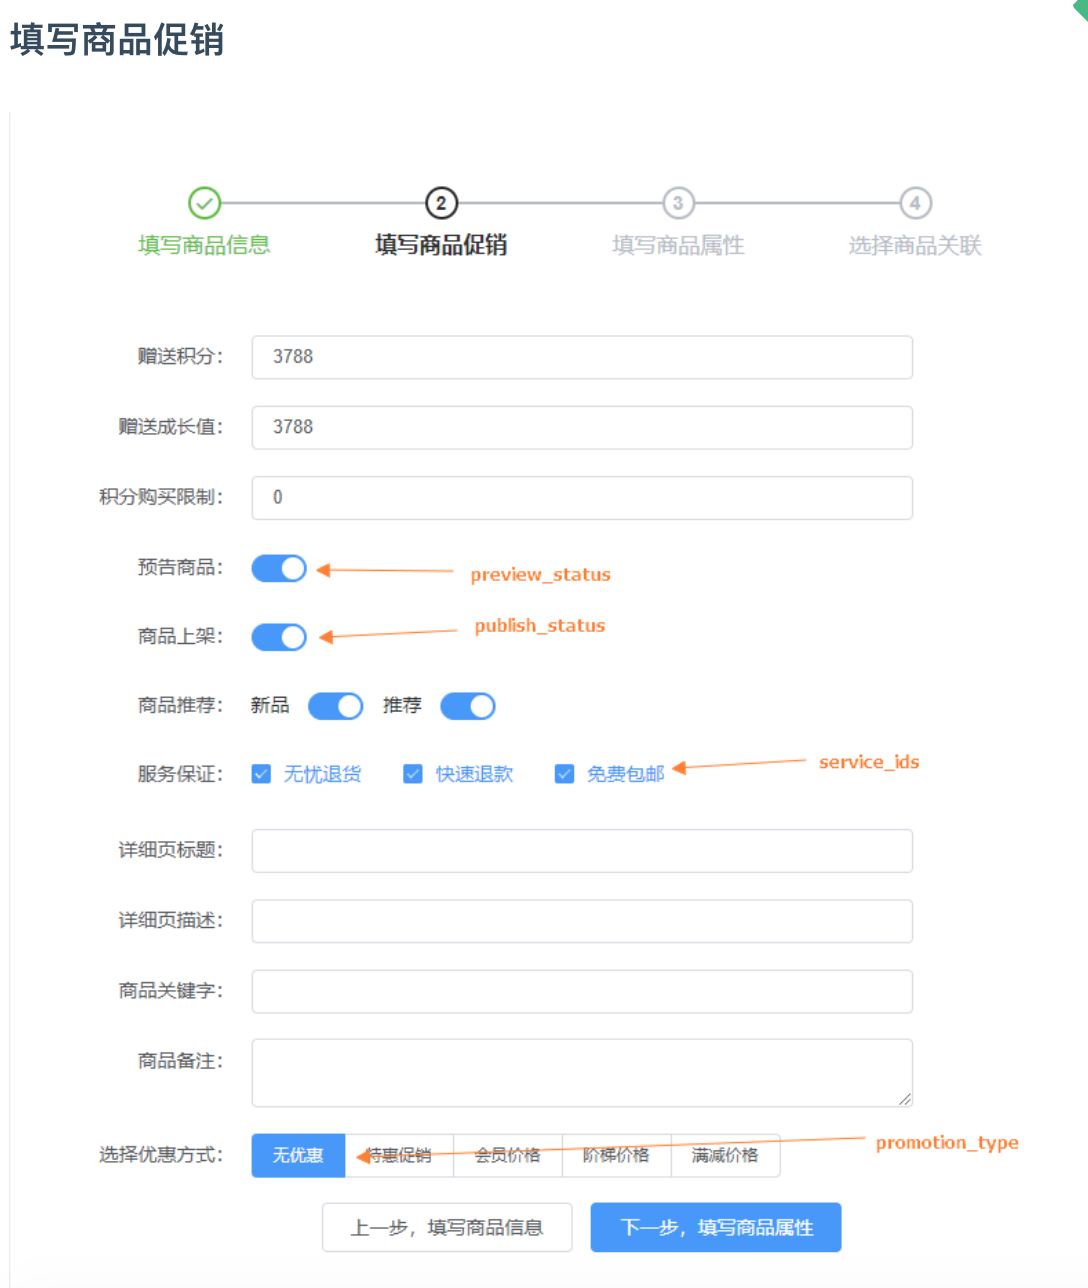 填写商品促销
2 3 4
填写商品信息 填写商品促销 填写商品属性 选择商品关联
赠送积分： 3788
赠送成长值： 3788
积分购买限制： 0
预告商品： preview_status
商品上架： publish_status
商品推荐： 新品 推荐
服务保证： 无忧退货 快速退款 免费包邮 service_ids
详细页标题：
详细页描述：
商品关键字：
商品备注：
选择优惠方式： 无优惠 特惠促销 会员价格 阶梯价格 满减价格 promotion_type
上一步，填写商品信息 下一步，填写商品属性